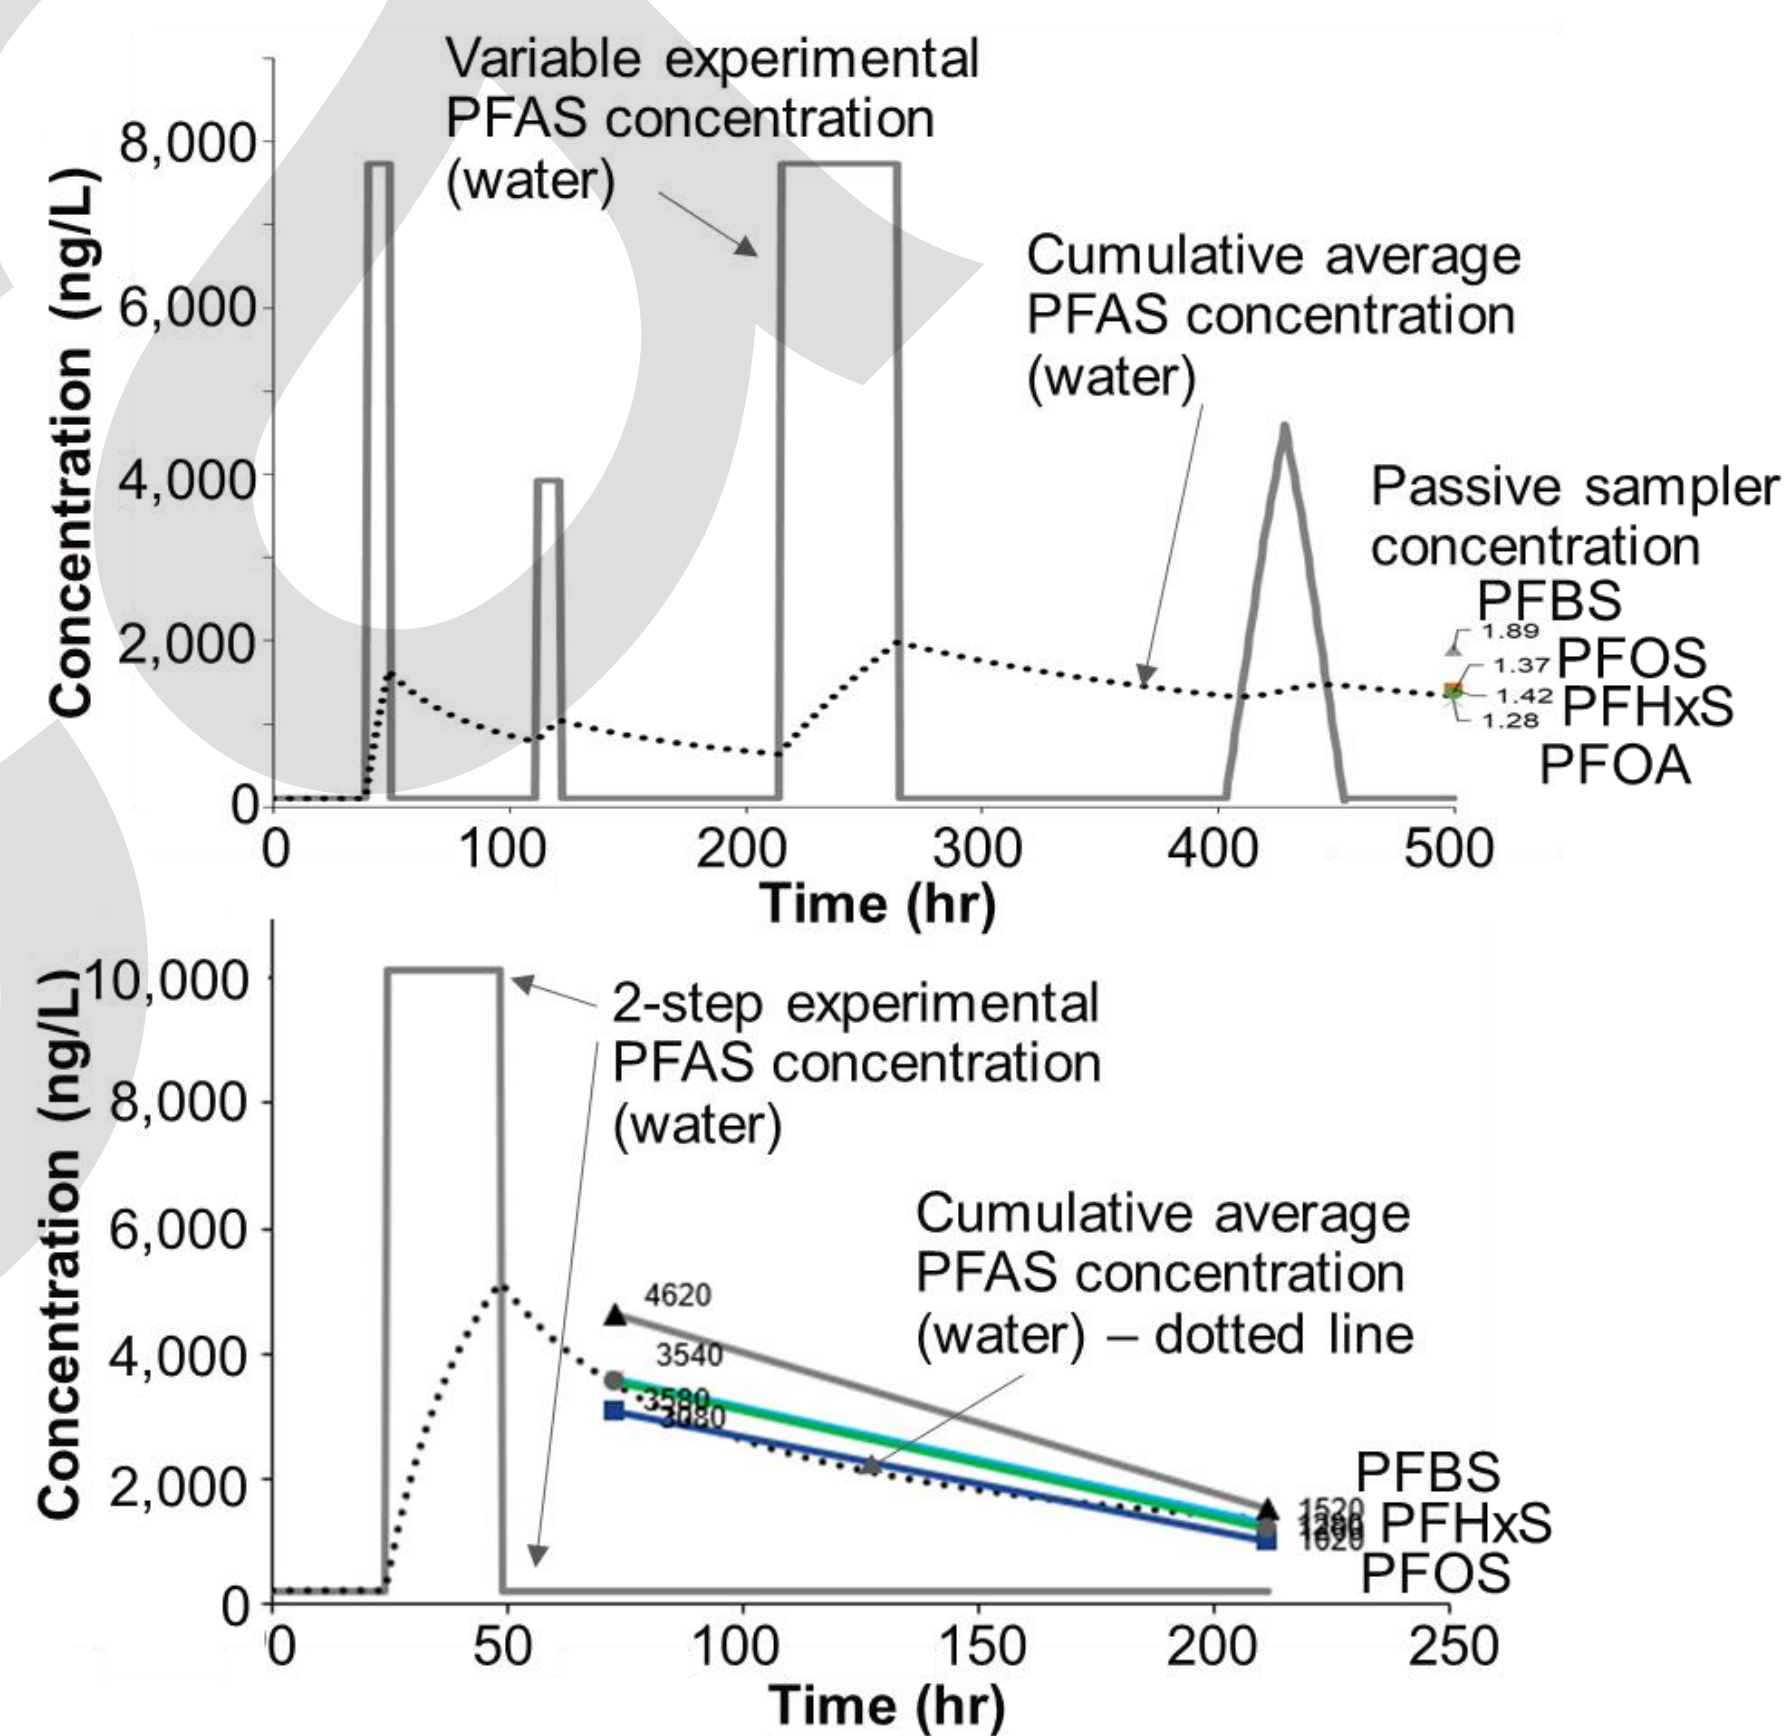 Variable experimental
PFAS concentration
(water)
Cumulative average
PFAS concentration
(water)
Passive sampler
concentration
PFBS
1.89
PFOS
1.37
1.42
PFHxS
1.28
PFOA
Concentration (ng/L)
8,000
6,000
4,000
2,000
0
0 100 200 300 400 500
Time (hr)
2-step experimental
PFAS concentration
(water)
Cumulative average
PFAS concentration
(water) – dotted line
4620
3540
3580
3080
PFBS
1520
PFHxS
1020
PFOS
Concentration (ng/L)
10,000
8,000
6,000
4,000
2,000
0
0 50 100 150 200 250
Time (hr)